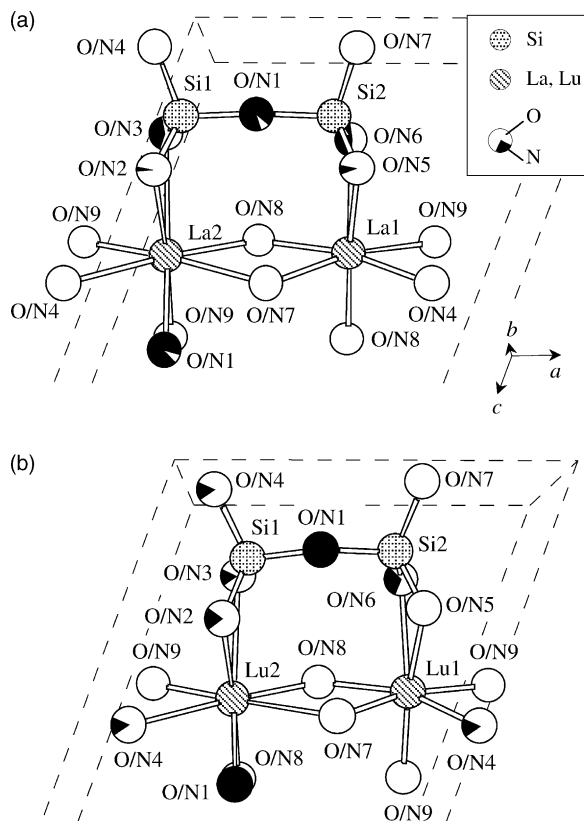 (a)
O/N4
O/N7
Si
Si1
O/N1
Si2
La, Lu
O/N3
O/N6
O
O/N2
O/N5
N
O/N9
O/N8
La1
O/N9
La2
O/N4
O/N9
O/N7
O/N4
O/N8
O/N1
b
a
c
(b)
O/N4
O/N7
O/N1
Si1
Si2
O/N3
O/N6
O/N5
O/N2
O/N8
O/N9
Lu2
Lu1
O/N9
O/N4
O/N8
O/N7
O/N4
O/N1
O/N9